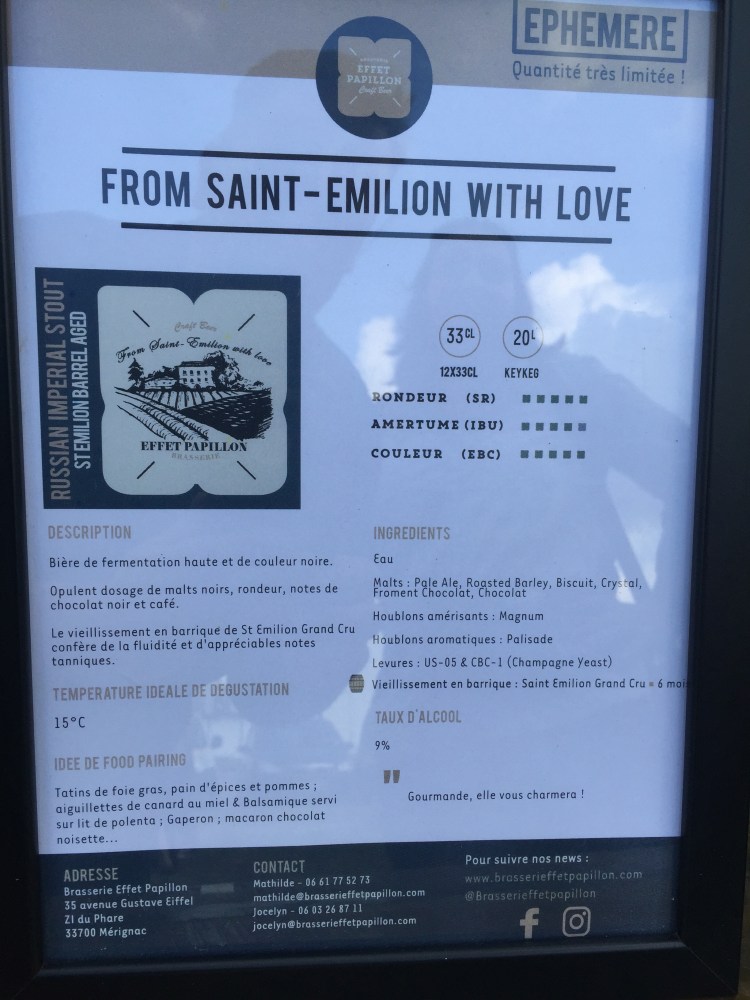 EPHEMERE
Quantité très limitée !
BRASSERIE
EFFET
PAPILLON
Craft Beer
FROM SAINT-EMILION WITH LOVE
RUSSIAN IMPERIAL STOUT
ST EMILION BARREL AGED
Craft Beer
From Saint-Emilion with love
EFFET PAPILLON
BRASSERIE
33CL
20L
12X33CL
KEYKEG
RONDEUR (SR)
AMERTUME (IBU)
COULEUR (EBC)
DESCRIPTION
Bière de fermentation haute et de couleur noire.
Opulent dosage de malts noirs, rondeur, notes de
chocolat noir et café.
Le vieillissement en barrique de St Emilion Grand Cru
confère de la fluidité et d'appréciables notes
tanniques.
TEMPERATURE IDEALE DE DEGUSTATION
15°C
IDEE DE FOOD PAIRING
Tatins de foie gras, pain d'épices et pommes ;
aiguillettes de canard au miel & Balsamique servi
sur lit de polenta ; Gaperon ; macaron chocolat
noisette...
INGREDIENTS
Eau
Malts : Pale Ale, Roasted Barley, Biscuit, Crystal,
Froment Chocolat, Chocolat
Houblons amérisants : Magnum
Houblons aromatiques : Palisade
Levures : US-05 & CBC-1 (Champagne yeast)
Vieillissement en barrique : Saint Emilion Grand Cru = 6 moi
TAUX D'ALCOOL
9%
"
Gourmande, elle vous charmera !
ADRESSE
Brasserie Effet Papillon
35 avenue Gustave Eiffel
ZI du Phare
33700 Mérignac
CONTACT
Mathilde - 06 61 77 52 73
mathilde@brasserieffetpapillon.com
Jocelyn - 06 03 26 87 11
jocelyn@brasserieffetpapillon.com
Pour suivre nos news :
www.brasserieffetpapillon.com
@Brasserieffetpapillon